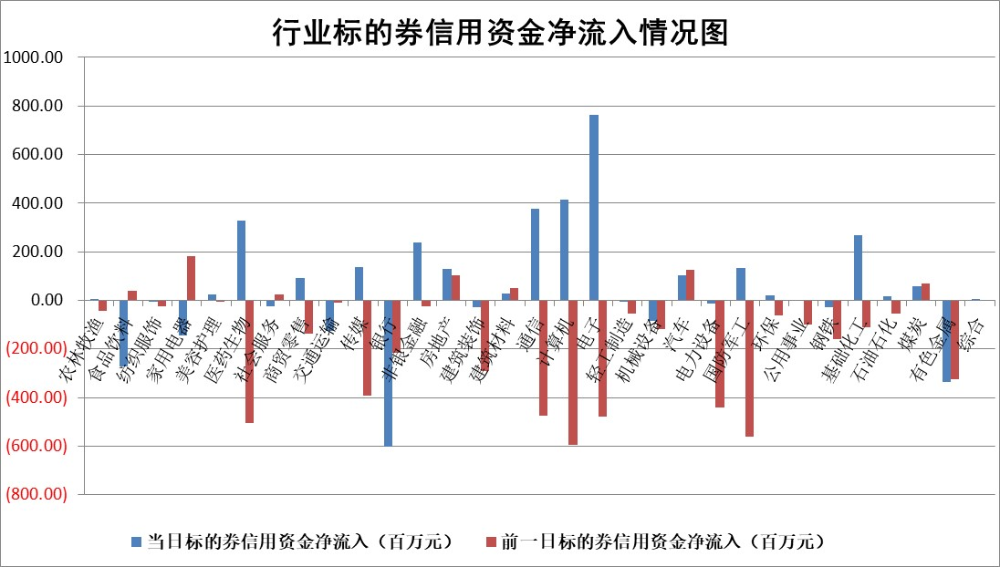 行业标的券信用资金净流入情况图
1000.00
800.00
600.00
400.00
200.00
0.00
(200.00)
(400.00)
(600.00)
(800.00)
农林牧渔
食品饮料
纺织服饰
家用电器
美容护理
医药生物
社会服务
商贸零售
交通运输
传媒
银行
非银金融
房地产
建筑装饰
建筑材料
通信
计算机
电子
轻工制造
机械设备
汽车
电力设备
国防军工
环保
公用事业
钢铁
基础化工
石油石化
煤炭
有色金属
综合
当日标的券信用资金净流入（百万元）
前一日标的券信用资金净流入（百万元）